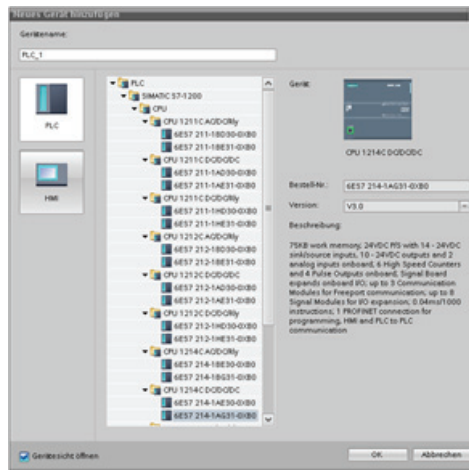 Neues Gerät hinzufügen
Gerätename:
PLC_1
PLC
HMI
PLC
SIMATIC S7-1200
CPU
CPU 1211C AC/DC/Rly
6ES7 211-1BD30-0XB0
6ES7 211-1BE31-0XB0
CPU 1211C DC/DC/DC
6ES7 211-1AD30-0XB0
6ES7 211-1AE31-0XB0
CPU 1211C DC/DC/Rly
6ES7 211-1HD30-0XB0
6ES7 211-1HE31-0XB0
CPU 1212C AC/DC/Rly
6ES7 212-1BD30-0XB0
6ES7 212-1BE31-0XB0
CPU 1212C DC/DC/DC
6ES7 212-1AD30-0XB0
6ES7 212-1AE31-0XB0
CPU 1212C DC/DC/Rly
6ES7 212-1HD30-0XB0
6ES7 212-1HE31-0XB0
CPU 1214C AC/DC/Rly
6ES7 214-1BE30-0XB0
6ES7 214-1BG31-0XB0
CPU 1214C DC/DC/DC
6ES7 214-1AE30-0XB0
6ES7 214-1AG31-0XB0
Gerät:
CPU 1214C DC/DC/DC
Bestell-Nr.: 6ES7 214-1AG31-0XB0
Version: V3.0
Beschreibung:
75KB work memory; 24VDC P/S with 14 - 24VDC
sink/source inputs, 10 - 24VDC outputs and 2
analog inputs onboard, 6 High Speed Counters
and 4 Pulse Outputs onboard, Signal Board
expands onboard I/O; up to 3 Communication
Modules for Freeport communication; up to 8
Signal Modules for I/O expansion; 0.04ms/1000
instructions; 1 PROFINET connection for
programming, HMI and PLC to PLC
communication
Gerätesicht öffnen
OK
Abbrechen